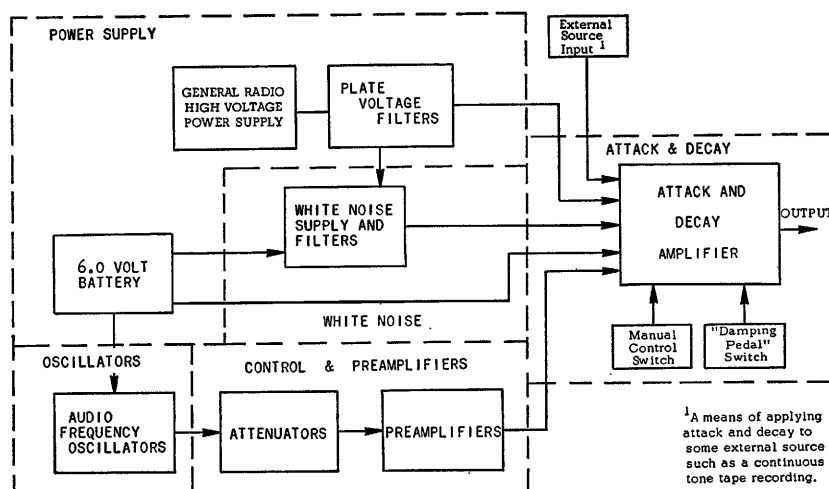 POWER SUPPLY
External
Source
Input 1
GENERAL RADIO
HIGH VOLTAGE
POWER SUPPLY
PLATE
VOLTAGE
FILTERS
ATTACK & DECAY
WHITE NOISE
SUPPLY AND
FILTERS
ATTACK AND
DECAY
AMPLIFIER
OUTPUT
6.0 VOLT
BATTERY
WHITE NOISE
Manual
Control
Switch
"Damping
Pedal"
Switch
OSCILLATORS
CONTROL & PREAMPLIFIERS
AUDIO
FREQUENCY
OSCILLATORS
ATTENUATORS
PREAMPLIFIERS
1A means of applying
attack and decay to
some external source
such as a continuous
tone tape recording.